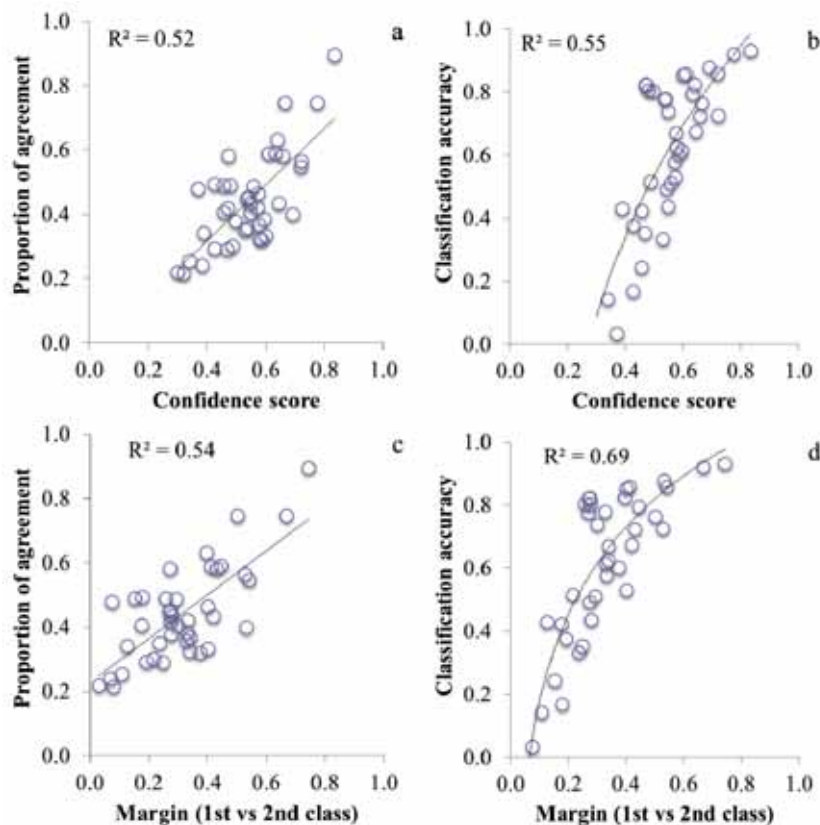 R² = 0.52
a
Proportion of agreement
1.0
0.8
0.6
0.4
0.2
0.0
0.0 0.2 0.4 0.6 0.8 1.0
Confidence score
R² = 0.55
b
Classification accuracy
1.0
0.8
0.6
0.4
0.2
0.0
0.0 0.2 0.4 0.6 0.8 1.0
Confidence score
R² = 0.54
c
Proportion of agreement
1.0
0.8
0.6
0.4
0.2
0.0
0.0 0.2 0.4 0.6 0.8 1.0
Margin (1st vs 2nd class)
R² = 0.69
d
Classification accuracy
1.0
0.8
0.6
0.4
0.2
0.0
0.0 0.2 0.4 0.6 0.8 1.0
Margin (1st vs 2nd class)